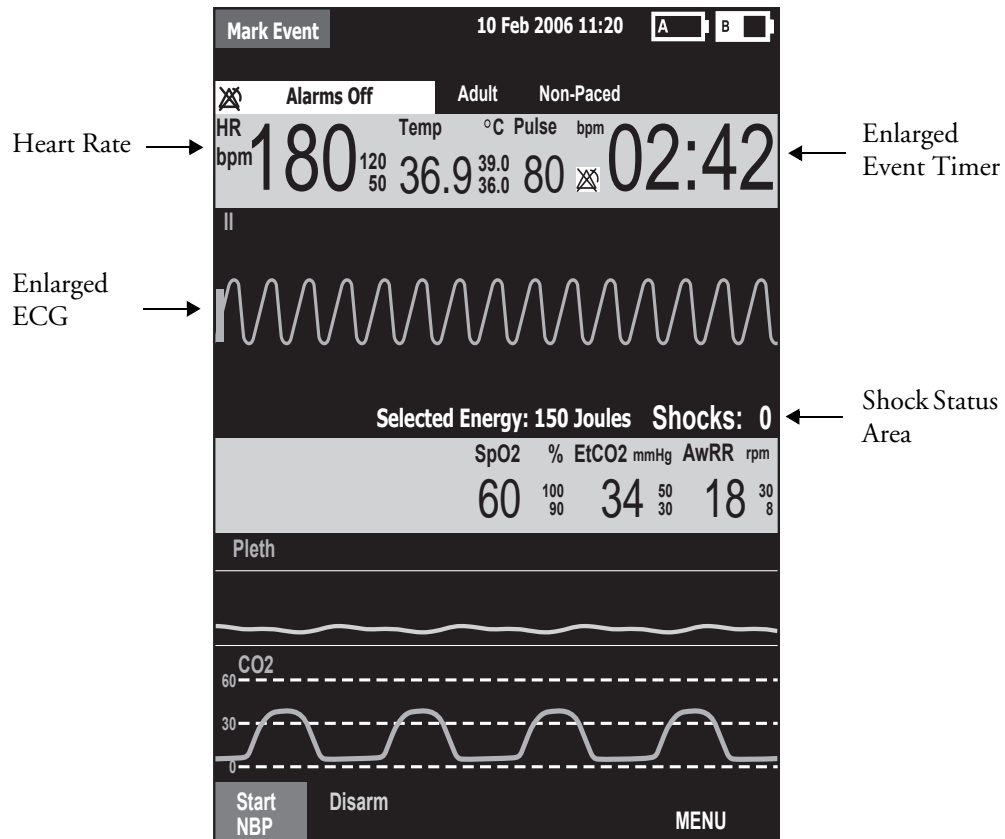 Mark Event
10 Feb 2006 11:20
A
B
Alarms Off
Adult
Non-Paced
HR
bpm
180
120
50
Temp °C
36.9
39.0
36.0
Pulse bpm
80
02:42
Heart Rate
Enlarged
Event Timer
II
Enlarged
ECG
Selected Energy: 150 Joules
Shocks: 0
Shock Status
Area
SpO2 %
60
100
90
EtCO2 mmHg
34
50
30
AwRR rpm
18
30
8
Pleth
CO2
60
30
0
Start
NBP
Disarm
MENU